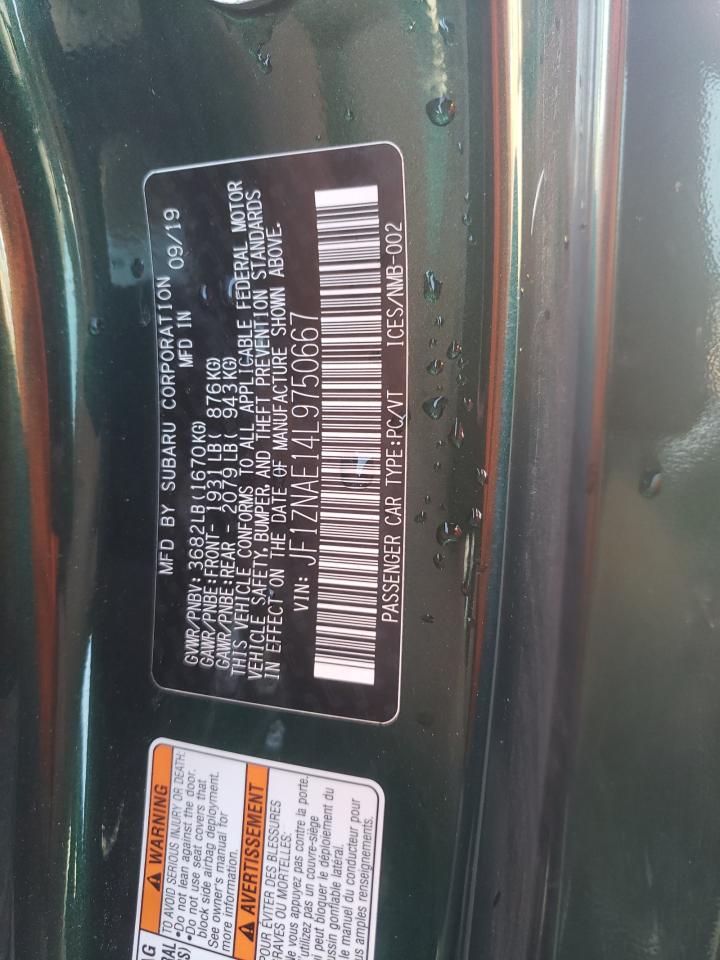 MFD BY SUBARU CORPORATION
MFD IN 09/19
GVWR/PNBV: 3682LB(1670KG)
GAWR/PNBE:FRONT- 1931LB( 876KG)
GAWR/PNBE:REAR - 2079LB( 943KG)
THIS VEHICLE CONFORMS TO ALL APPLICABLE FEDERAL MOTOR
VEHICLE SAFETY, BUMPER, AND THEFT PREVENTION STANDARDS
IN EFFECT ON THE DATE OF MANUFACTURE SHOWN ABOVE.
VIN: JF1ZNAE14L9750667
PASSENGER CAR TYPE:PC/VT ICES/NMB-002
WARNING
TO AVOID SERIOUS INJURY OR DEATH:
•Do not lean against the door.
•Do not use seat covers that
block side airbag deployment.
See owner's manual for
more information.
AVERTISSEMENT
POUR ÉVITER DES BLESSURES
GRAVES OU MORTELLES:
e vous appuyez pas contre la porte.
'utilisez pas un couvre-siège
i peut bloquer le déploiement du
ussin gonflable latéral.
le manuel du conducteur pour
us amples renseignements.